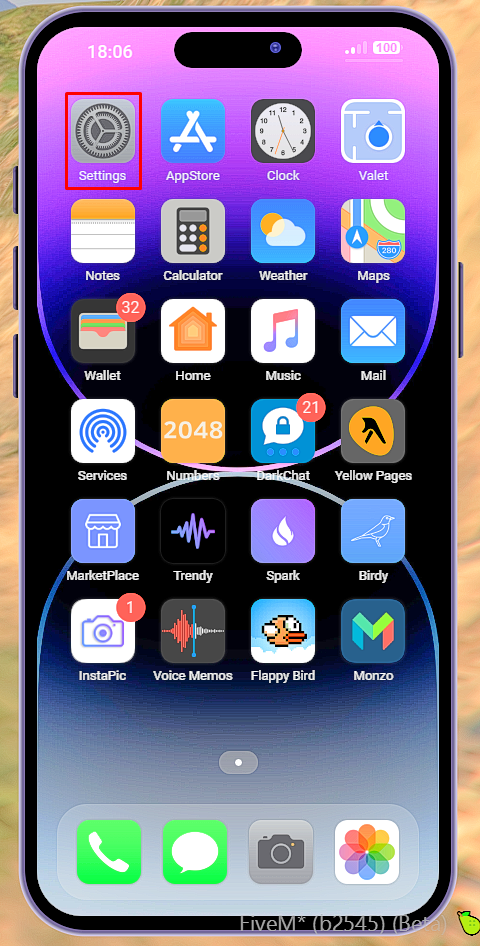 18:06
100
Settings
AppStore
Clock
Valet
Notes
Calculator
Weather
280
Maps
32
Wallet
Home
Music
Mail
Services
2048
Numbers
21
DarkChat
Yellow Pages
MarketPlace
Trendy
Spark
Birdy
1
InstaPic
Voice Memos
Flappy Bird
Monzo
FiveM* (b2545) (Beta)